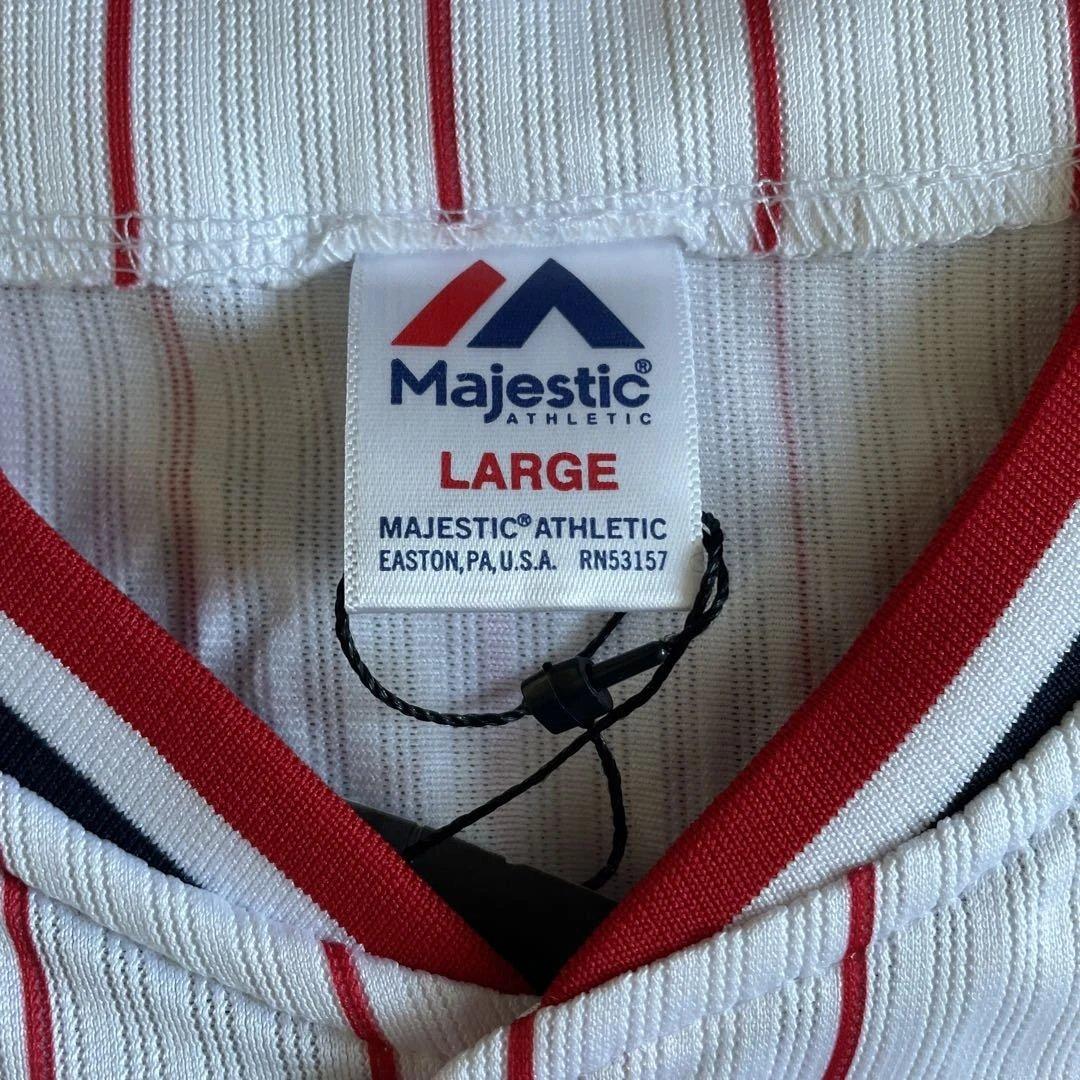 Majestic®
ATHLETIC
LARGE
MAJESTIC® ATHLETIC
EASTON, PA, U.S.A. RN53157